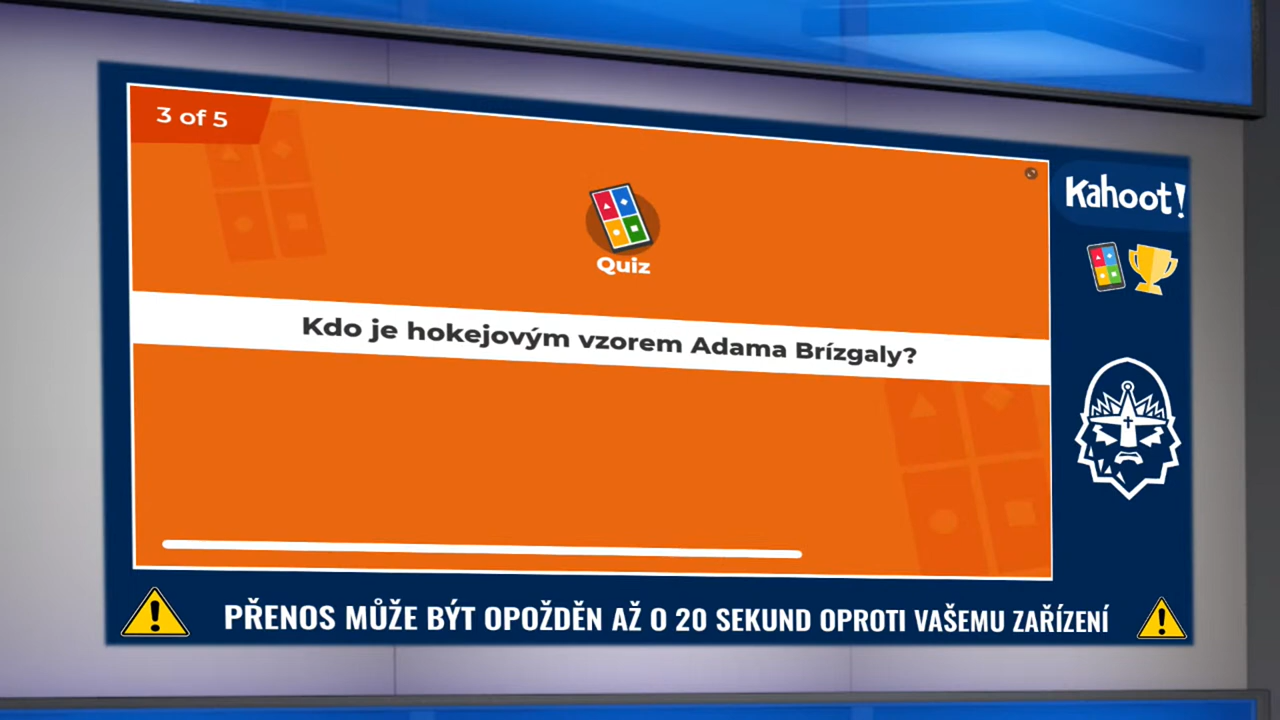 3 of 5
Kahoot!
Quiz
Kdo je hokejovým vzorem Adama Brízgaly?
PŘENOS MŮŽE BÝT OPOŽDĚN AŽ O 20 SEKUND OPROTI VAŠEMU ZAŘÍZENÍ